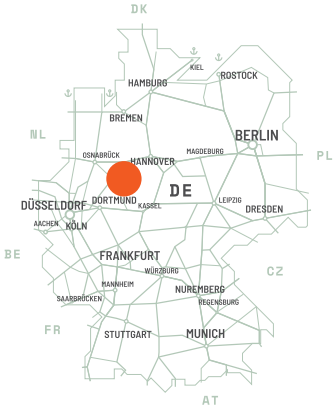 DK
KIEL
ROSTOCK
HAMBURG
BREMEN
NL
BERLIN
MAGDEBURG
PL
OSNABRÜCK
HANNOVER
DE
DORTMUND
KASSEL
LEIPZIG
DÜSSELDORF
DRESDEN
AACHEN
KÖLN
BE
FRANKFURT
WÜRZBURG
CZ
MANNHEIM
NUREMBERG
SAARBRÜCKEN
REGENSBURG
FR
STUTTGART
MUNICH
AT